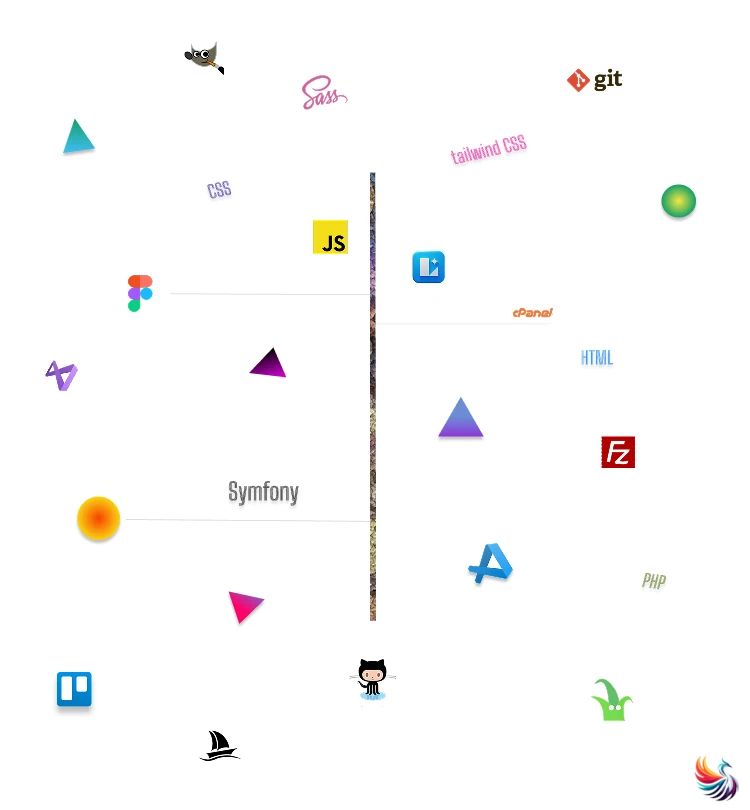 Sass
git
tailwind CSS
CSS
JS
cPanel
HTML
Fz
Symfony
PHP